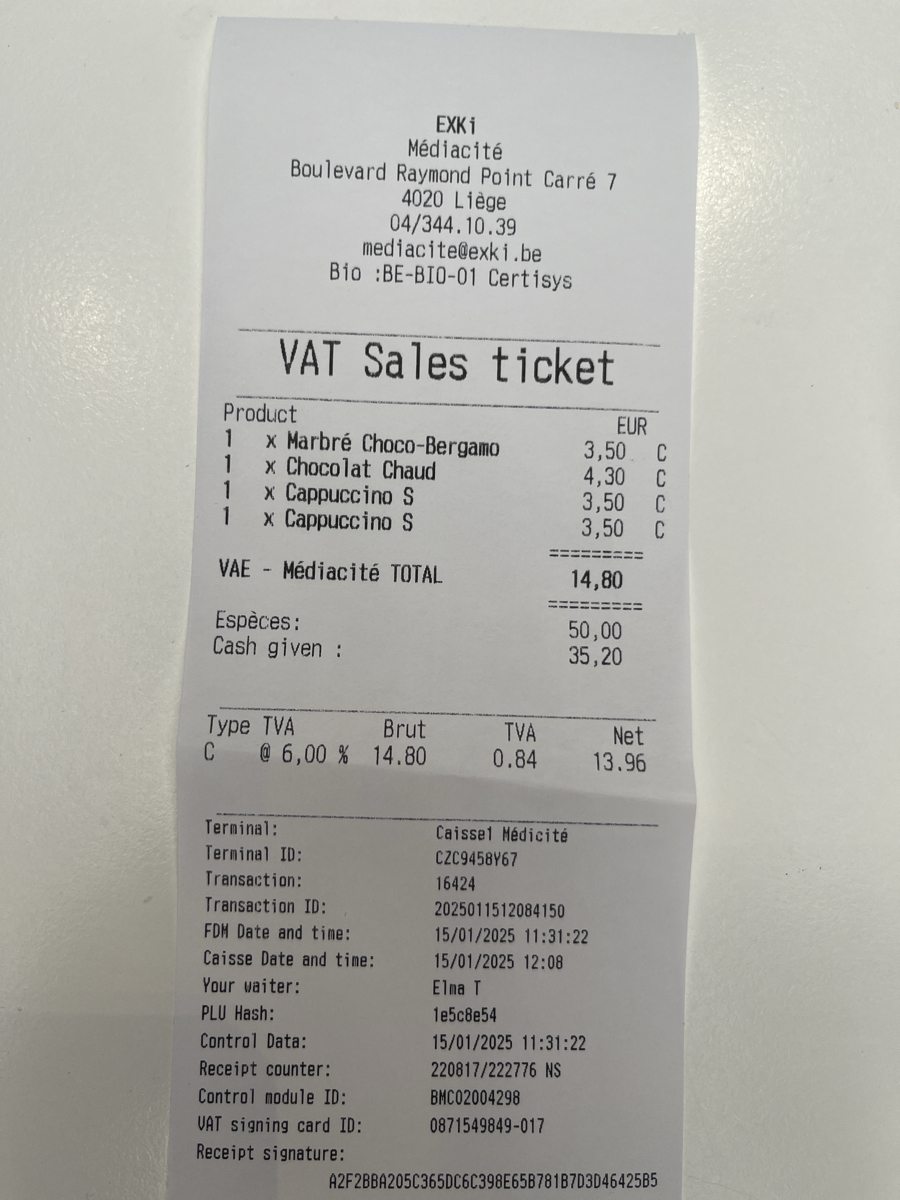 EXKi
Médiacité
Boulevard Raymond Point Carré 7
4020 Liège
04/344.10.39
mediacite@exki.be
Bio :BE-BIO-01 Certisys
VAT Sales ticket
Product EUR
1 x Marbré Choco-Bergamo 3,50 C
1 x Chocolat Chaud 4,30 C
1 x Cappuccino S 3,50 C
1 x Cappuccino S 3,50 C
=========
VAE - Médiacité TOTAL 14,80
=========
Espèces: 50,00
Cash given : 35,20
Type TVA Brut TVA Net
C @ 6,00 % 14.80 0.84 13.96
Terminal: Caisse1 Médicité
Terminal ID: CZC9458Y67
Transaction: 16424
Transaction ID: 2025011512084150
FDM Date and time: 15/01/2025 11:31:22
Caisse Date and time: 15/01/2025 12:08
Your waiter: Elma T
PLU Hash: 1e5c8e54
Control Data: 15/01/2025 11:31:22
Receipt counter: 220817/222776 NS
Control module ID: BMC02004298
VAT signing card ID: 0871549849-017
Receipt signature:
A2F2BBA205C365DC6C398E65B781B7D3D46425B5